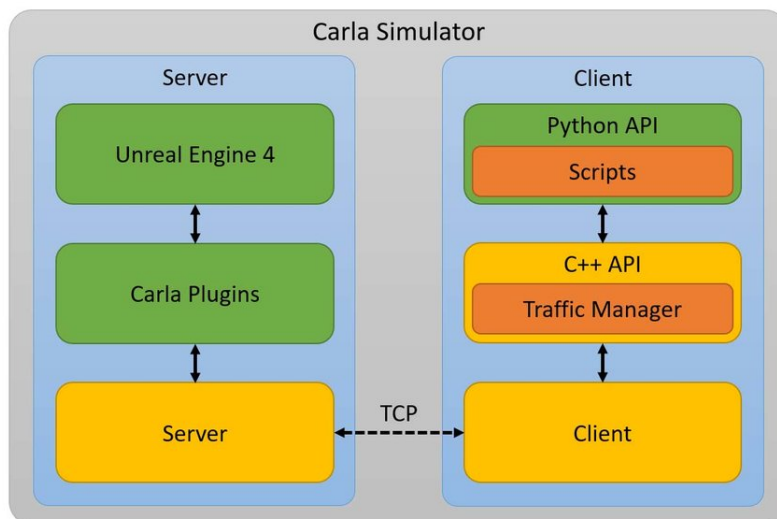 Carla Simulator
Server
Unreal Engine 4
Carla Plugins
Server
TCP
Client
Python API
Scripts
C++ API
Traffic Manager
Client